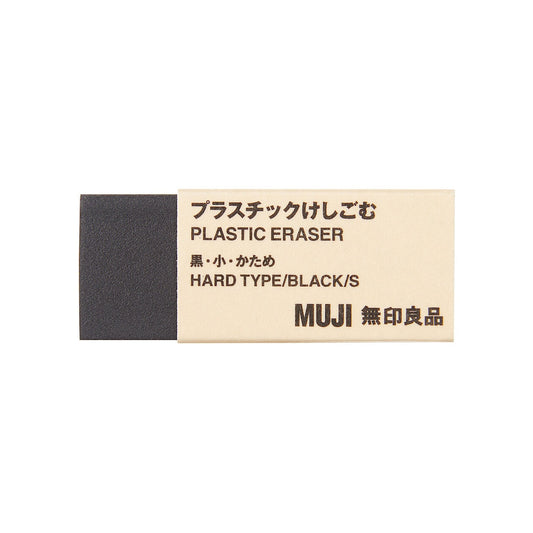 プラスチックけしごむ
PLASTIC ERASER
黒・小・かため
HARD TYPE/BLACK/S
MUJI 無印良品